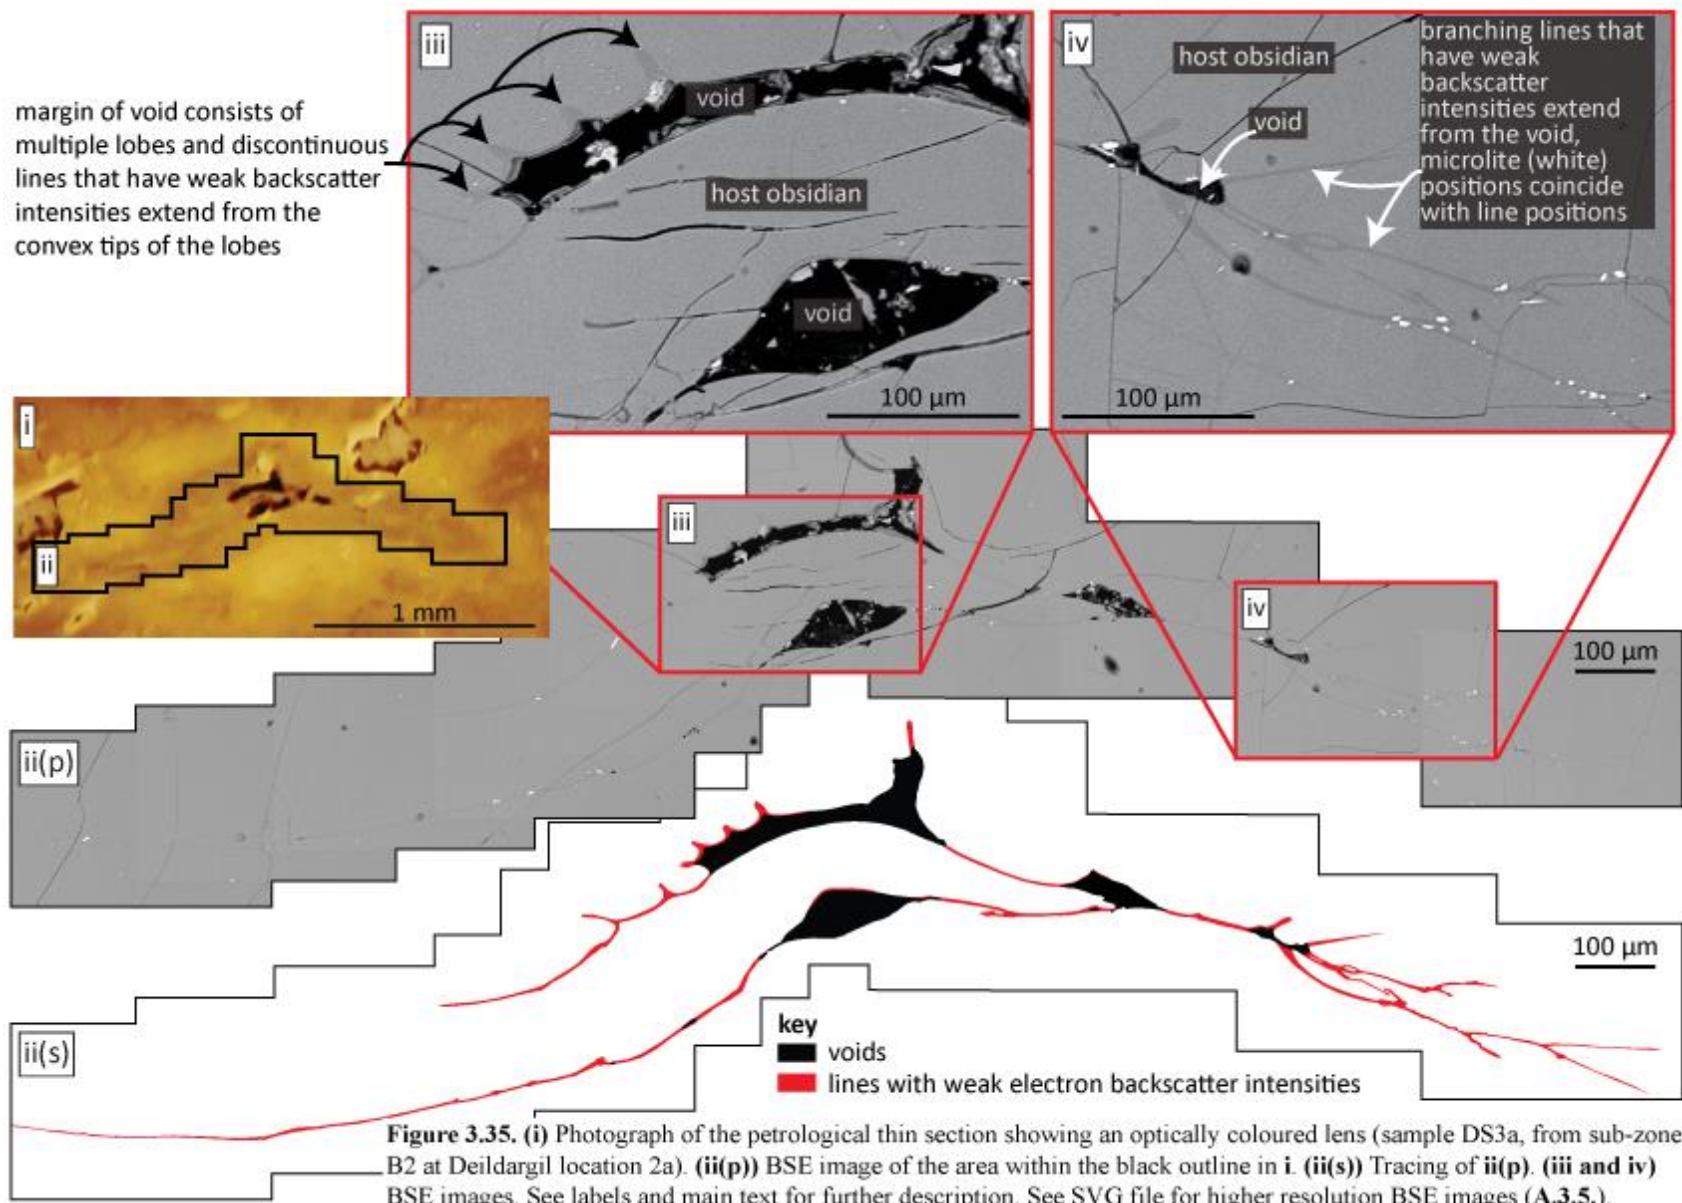 iii
void
host obsidian
void
100 µm
margin of void consists of
multiple lobes and discontinuous
lines that have weak backscatter
intensities extend from the
convex tips of the lobes
iv
host obsidian
void
branching lines that
have weak
backscatter
intensities extend
from the void,
microlite (white)
positions coincide
with line positions
100 µm
i
ii
1 mm
iii
iv
100 µm
ii(p)
100 µm
ii(s)
key
voids
lines with weak electron backscatter intensities
Figure 3.35. (i) Photograph of the petrological thin section showing an optically coloured lens (sample DS3a, from sub-zone
B2 at Deildargil location 2a). (ii(p)) BSE image of the area within the black outline in i. (ii(s)) Tracing of ii(p). (iii and iv)
BSE images. See labels and main text for further description. See SVG file for higher resolution BSE images (A.3.5.)